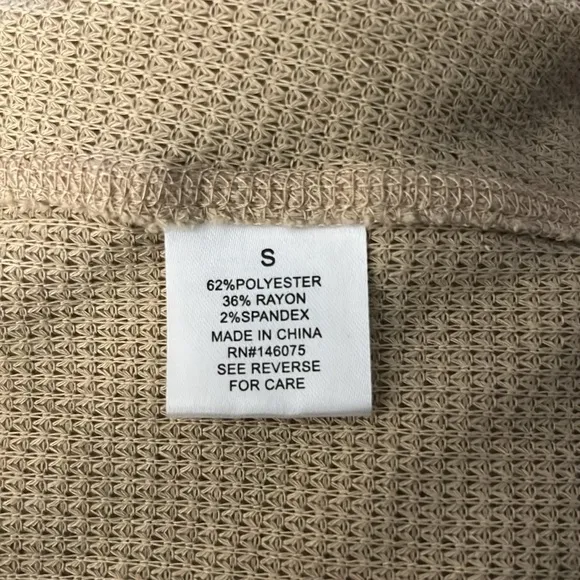 S
62%POLYESTER
36% RAYON
2%SPANDEX
MADE IN CHINA
RN#146075
SEE REVERSE
FOR CARE